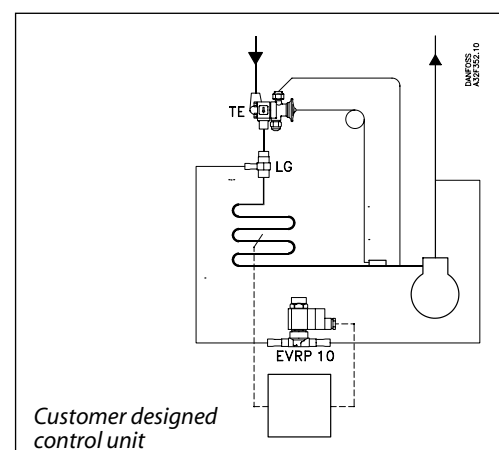 DANFOSS
A32F352.10
TE
LG
EVRP 10
Customer designed
control unit